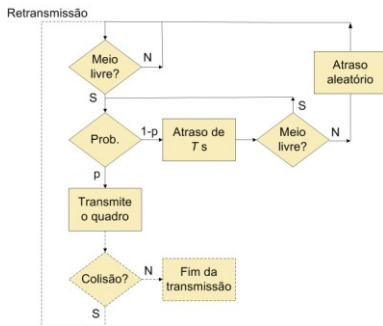 Retransmissão
Meio
livre?
N
S
Atraso
aleatório
Prob.
1-p
Atraso de
T s
Meio
livre?
S
N
p
Transmite
o quadro
Colisão?
N
Fim da
transmissão
S